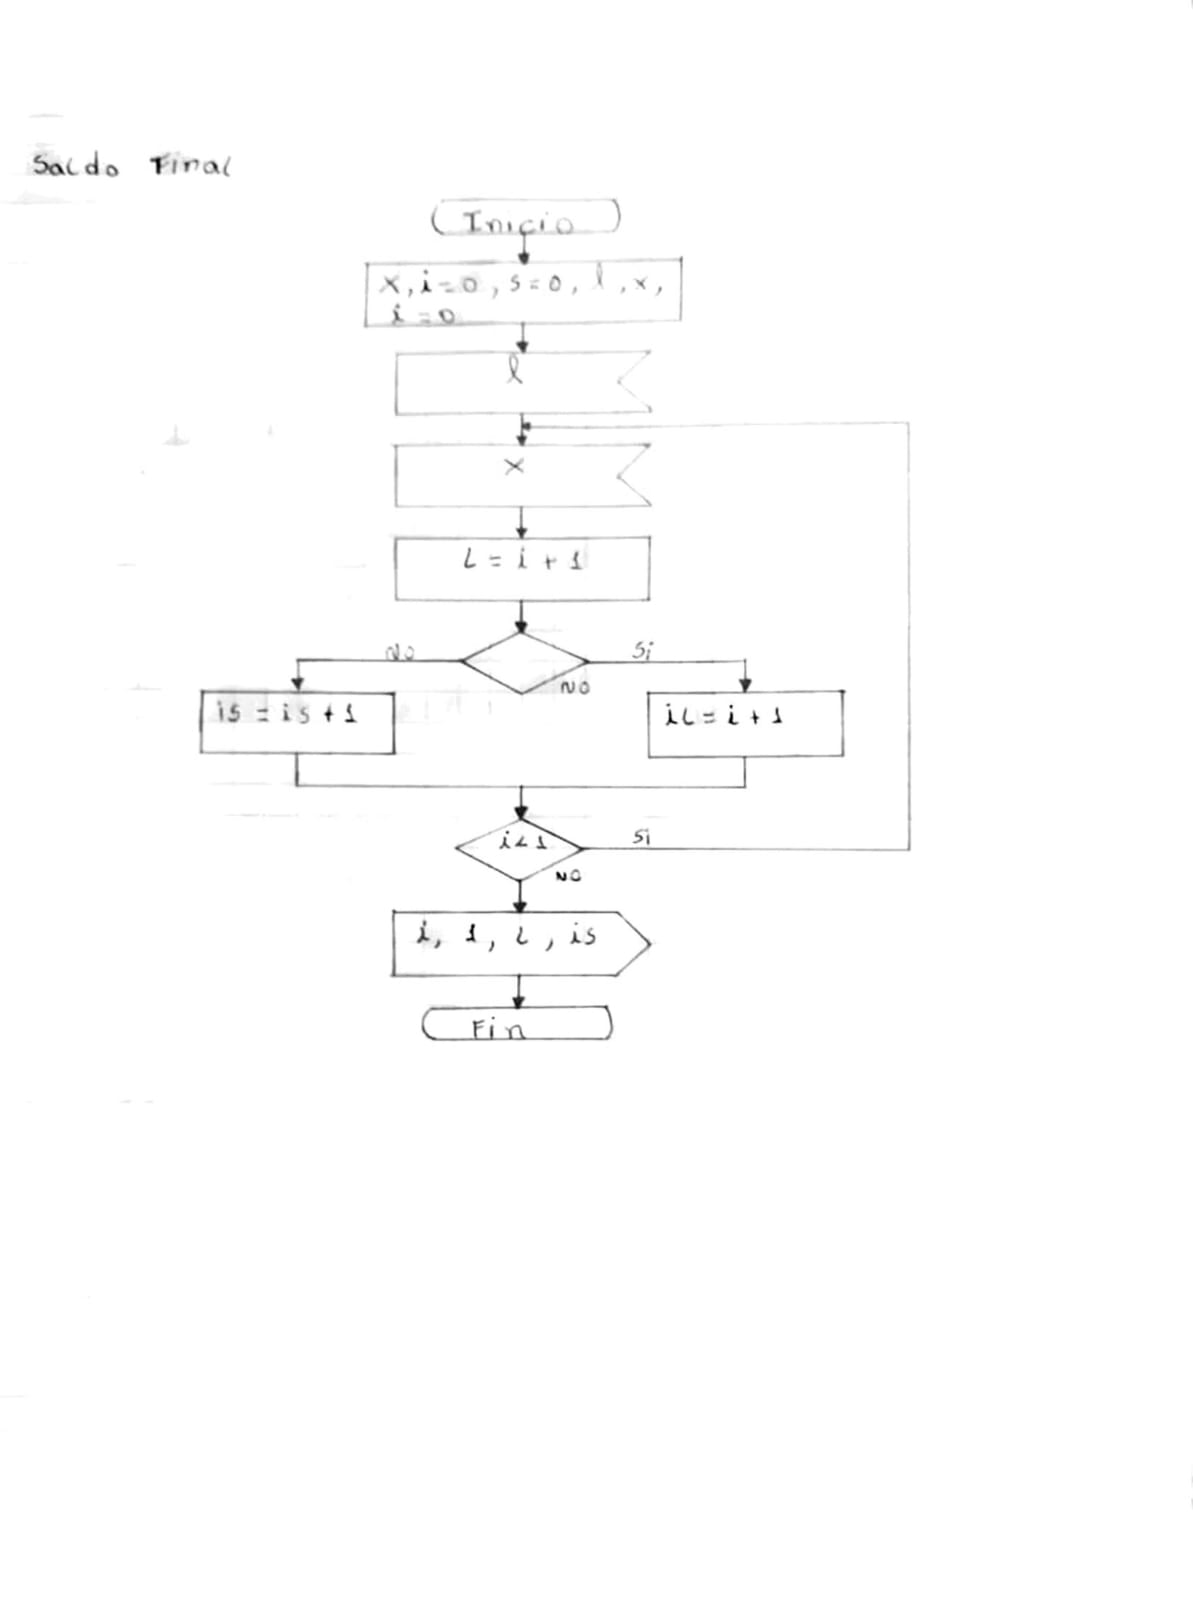 Saldo Final
Inicio
x, i=0, s=0, l, x,
i=0
l
x
L = i + 1
NO
Si
NO
is = is + 1
iL = i + 1
i<1
Si
NO
i, 1, L, is
Fin